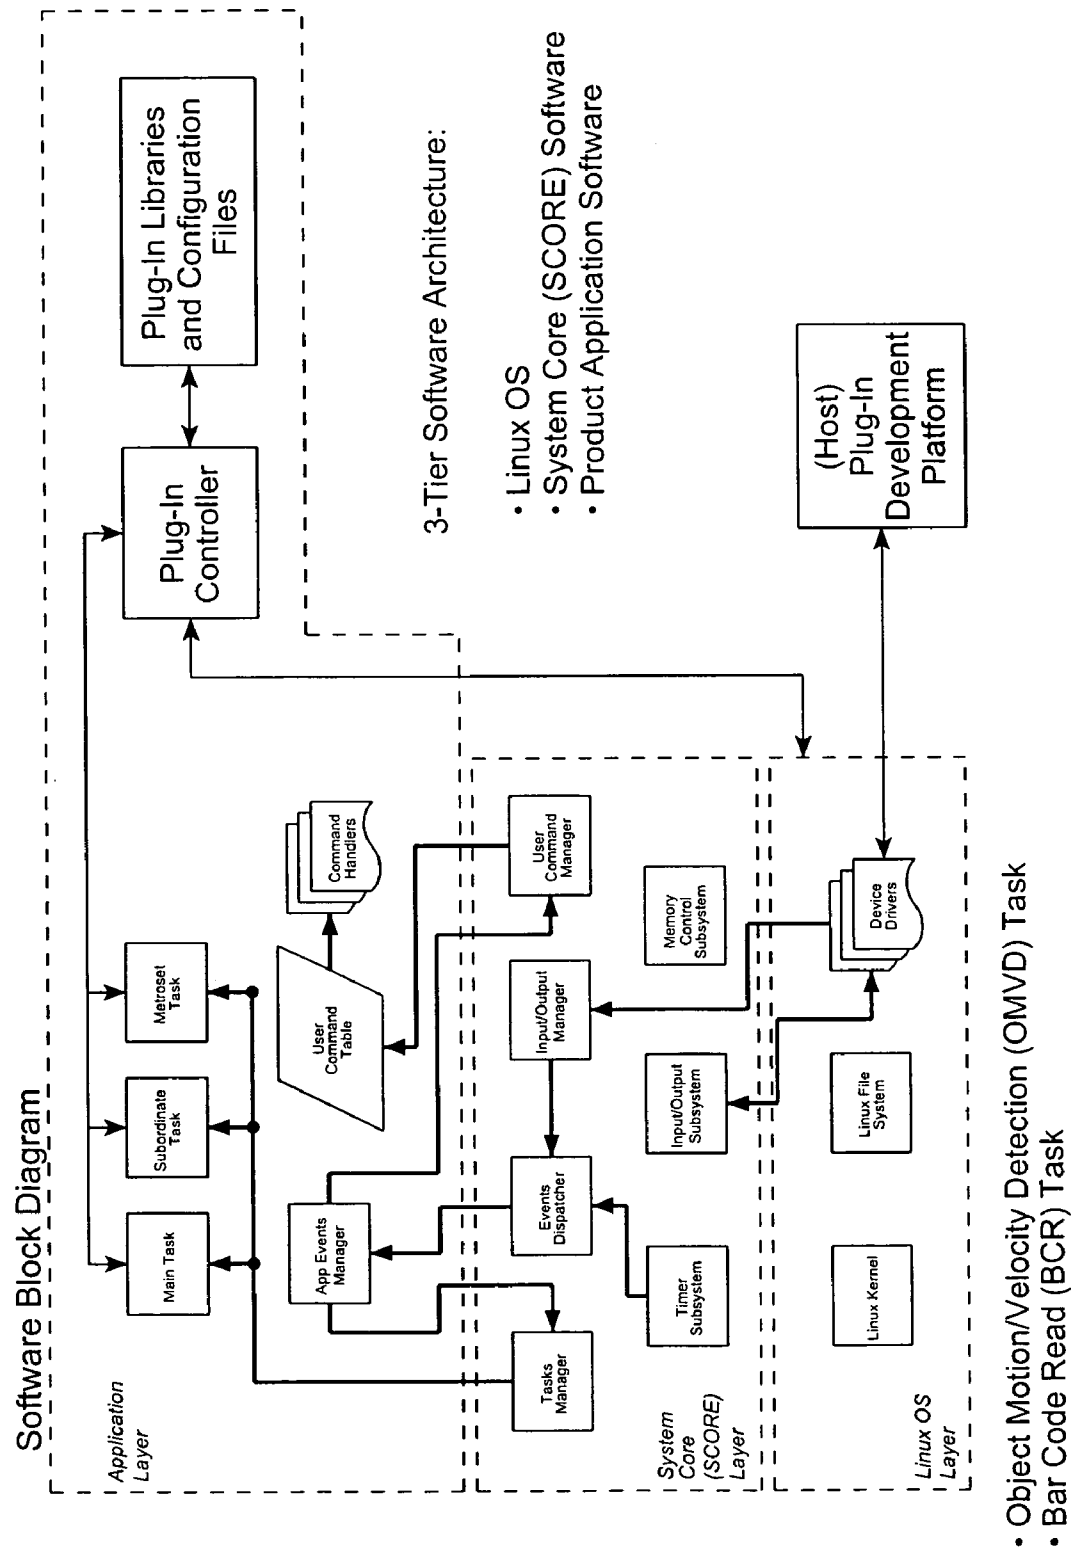 Software Block Diagram
Application
Layer
Main Task
Subordinate
Task
Metroset
Task
Plug-In
Controller
Plug-In Libraries
and Configuration
Files
App Events
Manager
User
Command
Table
Command
Handlers
3-Tier Software Architecture:
• Linux OS
• System Core (SCORE) Software
• Product Application Software
System
Core
(SCORE)
Layer
Tasks
Manager
Events
Dispatcher
Input/Output
Manager
User
Command
Manager
Timer
Subsystem
Input/Output
Subsystem
Memory
Control
Subsystem
Linux OS
Layer
Linux Kernel
Linux File
System
Device
Drivers
(Host)
Plug-In
Development
Platform
• Object Motion/Velocity Detection (OMVD) Task
• Bar Code Read (BCR) Task